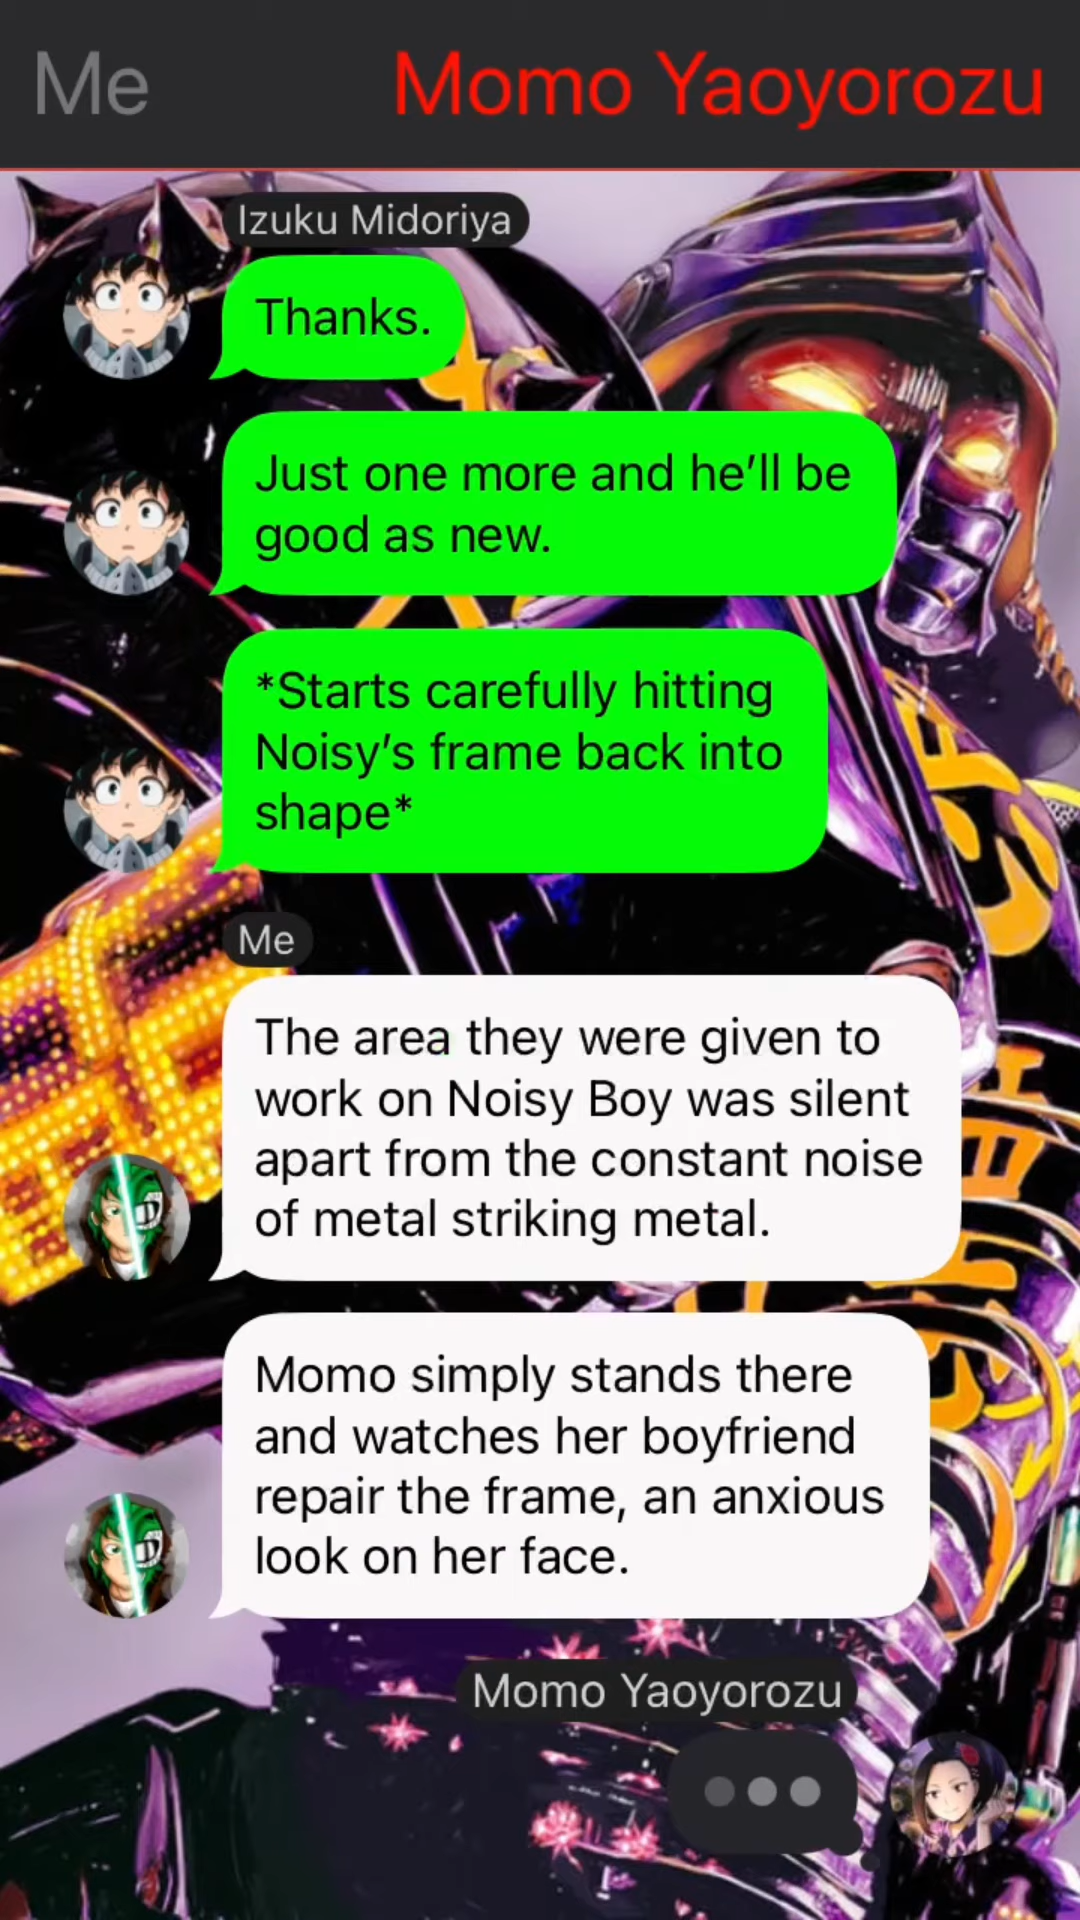 Me Momo Yaoyorozu
Izuku Midoriya
Thanks.
Just one more and he’ll be
good as new.
*Starts carefully hitting
Noisy’s frame back into
shape*
Me
The area they were given to
work on Noisy Boy was silent
apart from the constant noise
of metal striking metal.
Momo simply stands there
and watches her boyfriend
repair the frame, an anxious
look on her face.
Momo Yaoyorozu